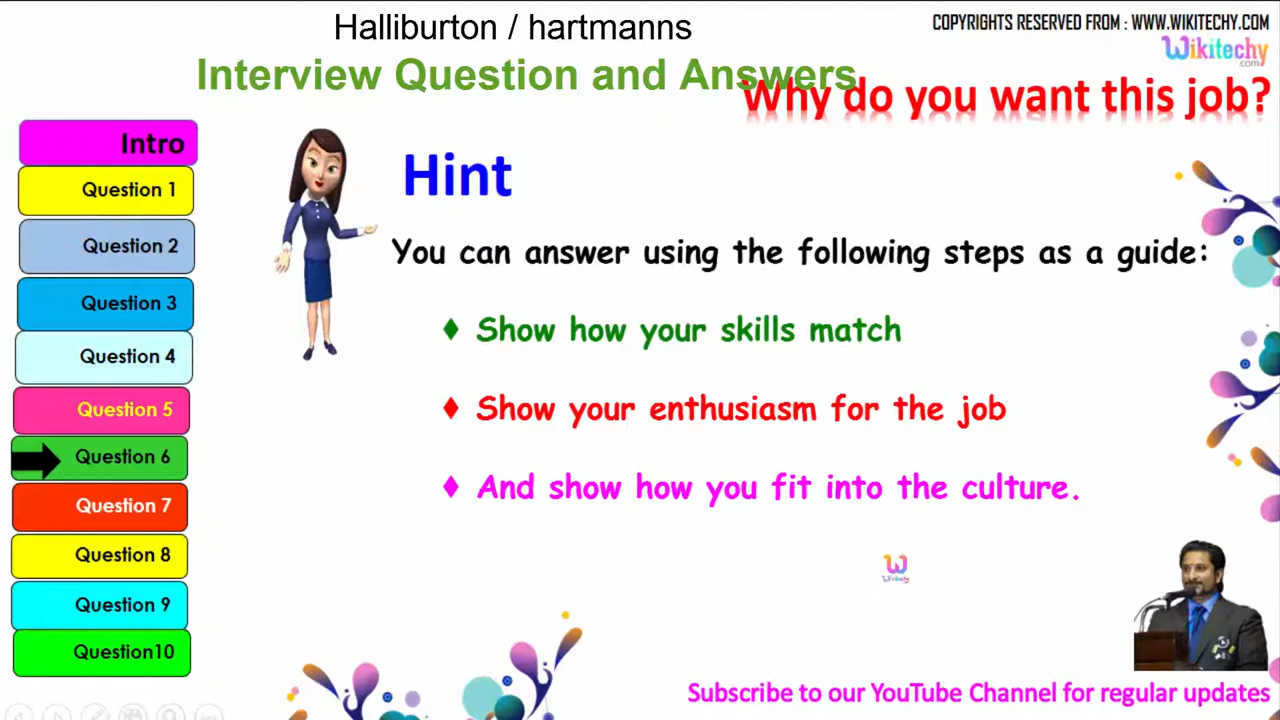 Halliburton / hartmanns
COPYRIGHTS RESERVED FROM : WWW.WIKITECHY.COM
Wikitechy
.com
Interview Question and Answers
Why do you want this job?
Intro
Question 1
Question 2
Question 3
Question 4
Question 5
Question 6
Question 7
Question 8
Question 9
Question10
Hint
You can answer using the following steps as a guide:
Show how your skills match
Show your enthusiasm for the job
And show how you fit into the culture.
Wikitechy
Subscribe to our YouTube Channel for regular updates